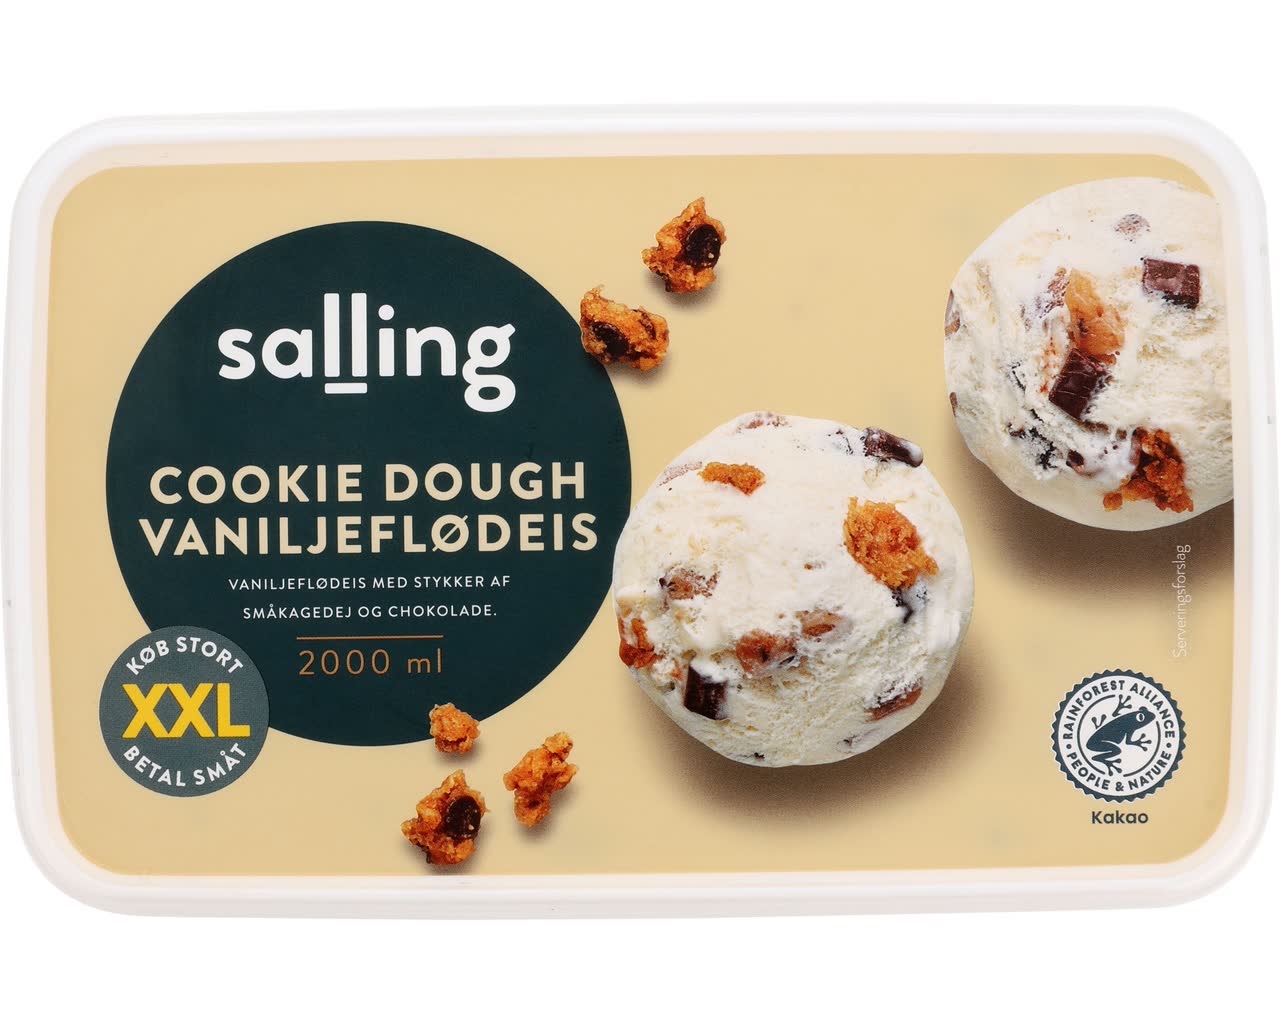 salling
COOKIE DOUGH
VANILJEFLØDEIS
VANILJEFLØDEIS MED STYKKER AF
SMÅKAGEDEJ OG CHOKOLADE.
2000 ml
KØB STORT
XXL
BETAL SMÅT
Serveringsforslag
RAINFOREST ALLIANCE
PEOPLE & NATURE
Kakao